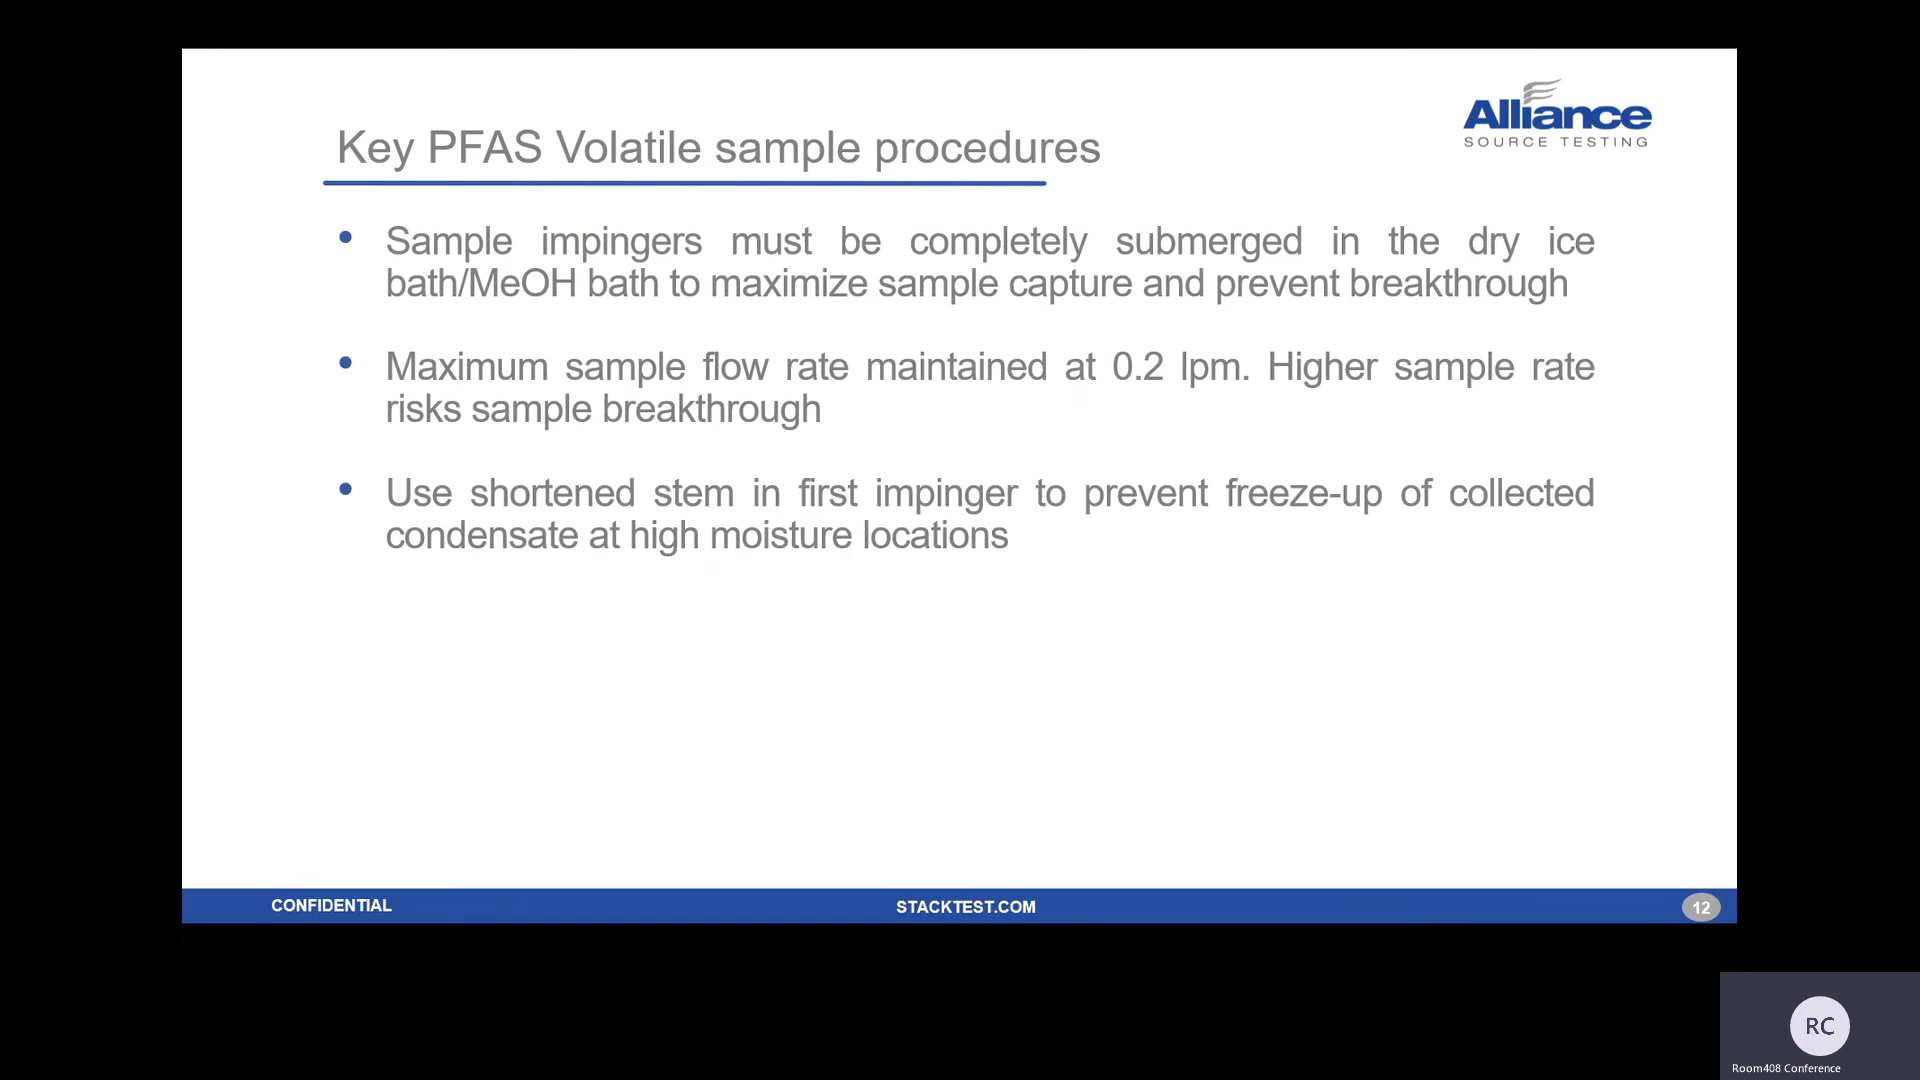 Alliance
SOURCE TESTING
Key PFAS Volatile sample procedures
• Sample impingers must be completely submerged in the dry ice
bath/MeOH bath to maximize sample capture and prevent breakthrough
• Maximum sample flow rate maintained at 0.2 lpm. Higher sample rate
risks sample breakthrough
• Use shortened stem in first impinger to prevent freeze-up of collected
condensate at high moisture locations
CONFIDENTIAL
STACKTEST.COM
12
RC
Room408 Conference